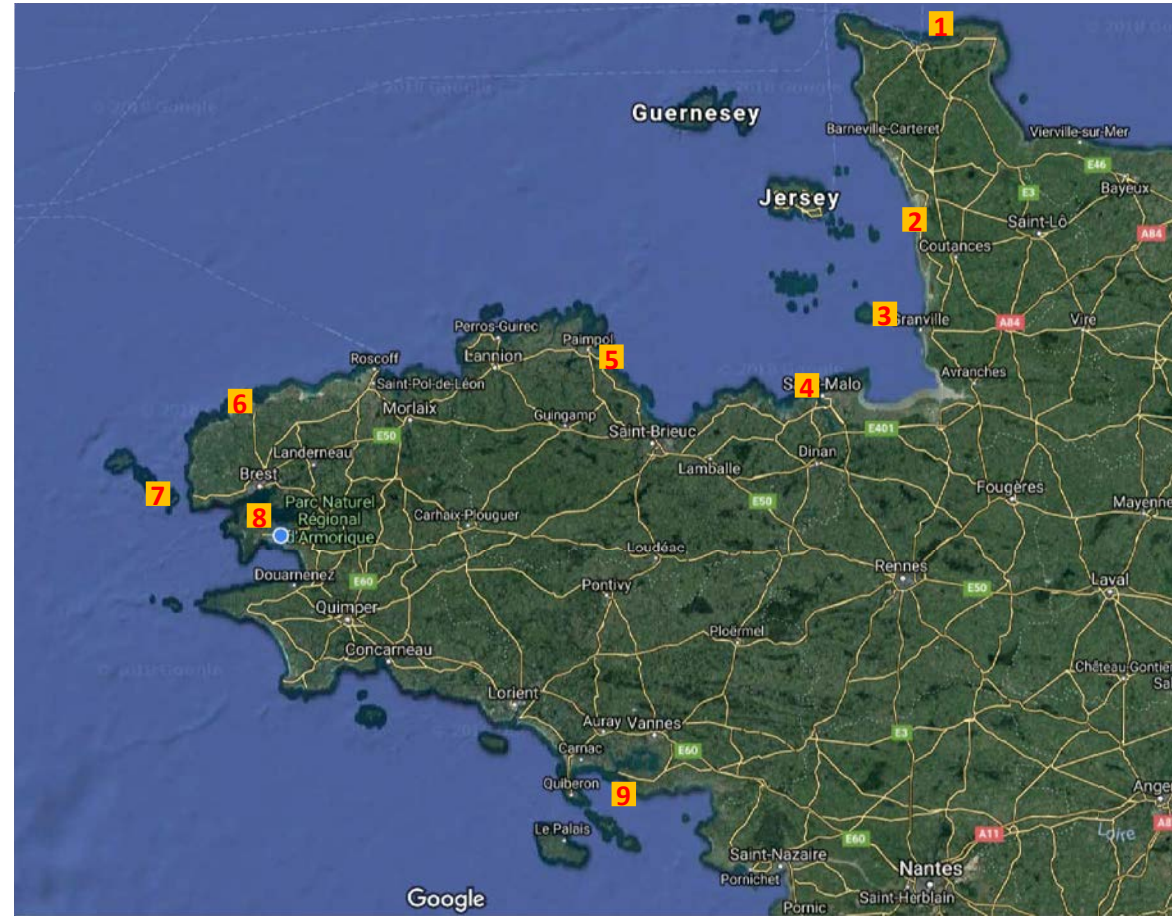 1
Guernesey
Barneville-Carteret
Vierville-sur-Mer
E46
Bayeux
Jersey
E3
2
Saint-Lô
A84
Coutances
3
Granville
A84
Vire
Perros-Guirec
Paimpol
5
Roscoff
Lannion
Saint-Pol-de-Léon
4
Avranches
6
Morlaix
Guingamp
E50
Saint-Brieuc
E401
Landerneau
Lamballe
Dinan
Brest
7
Parc Naturel
Régional
d'Armorique
8
Carhaix-Plouguer
E50
Fougères
Mayenne
Loudéac
Rennes
Douarnenez
E60
Pontivy
E50
Laval
Quimper
Ploërmel
Concarneau
Château-Gontier
Lorient
Auray
Vannes
E3
Carnac
E60
Quiberon
9
Le Palais
A11
Loire
E60
Saint-Nazaire
Pornichet
Nantes
Saint-Herblain
Pornic
Google